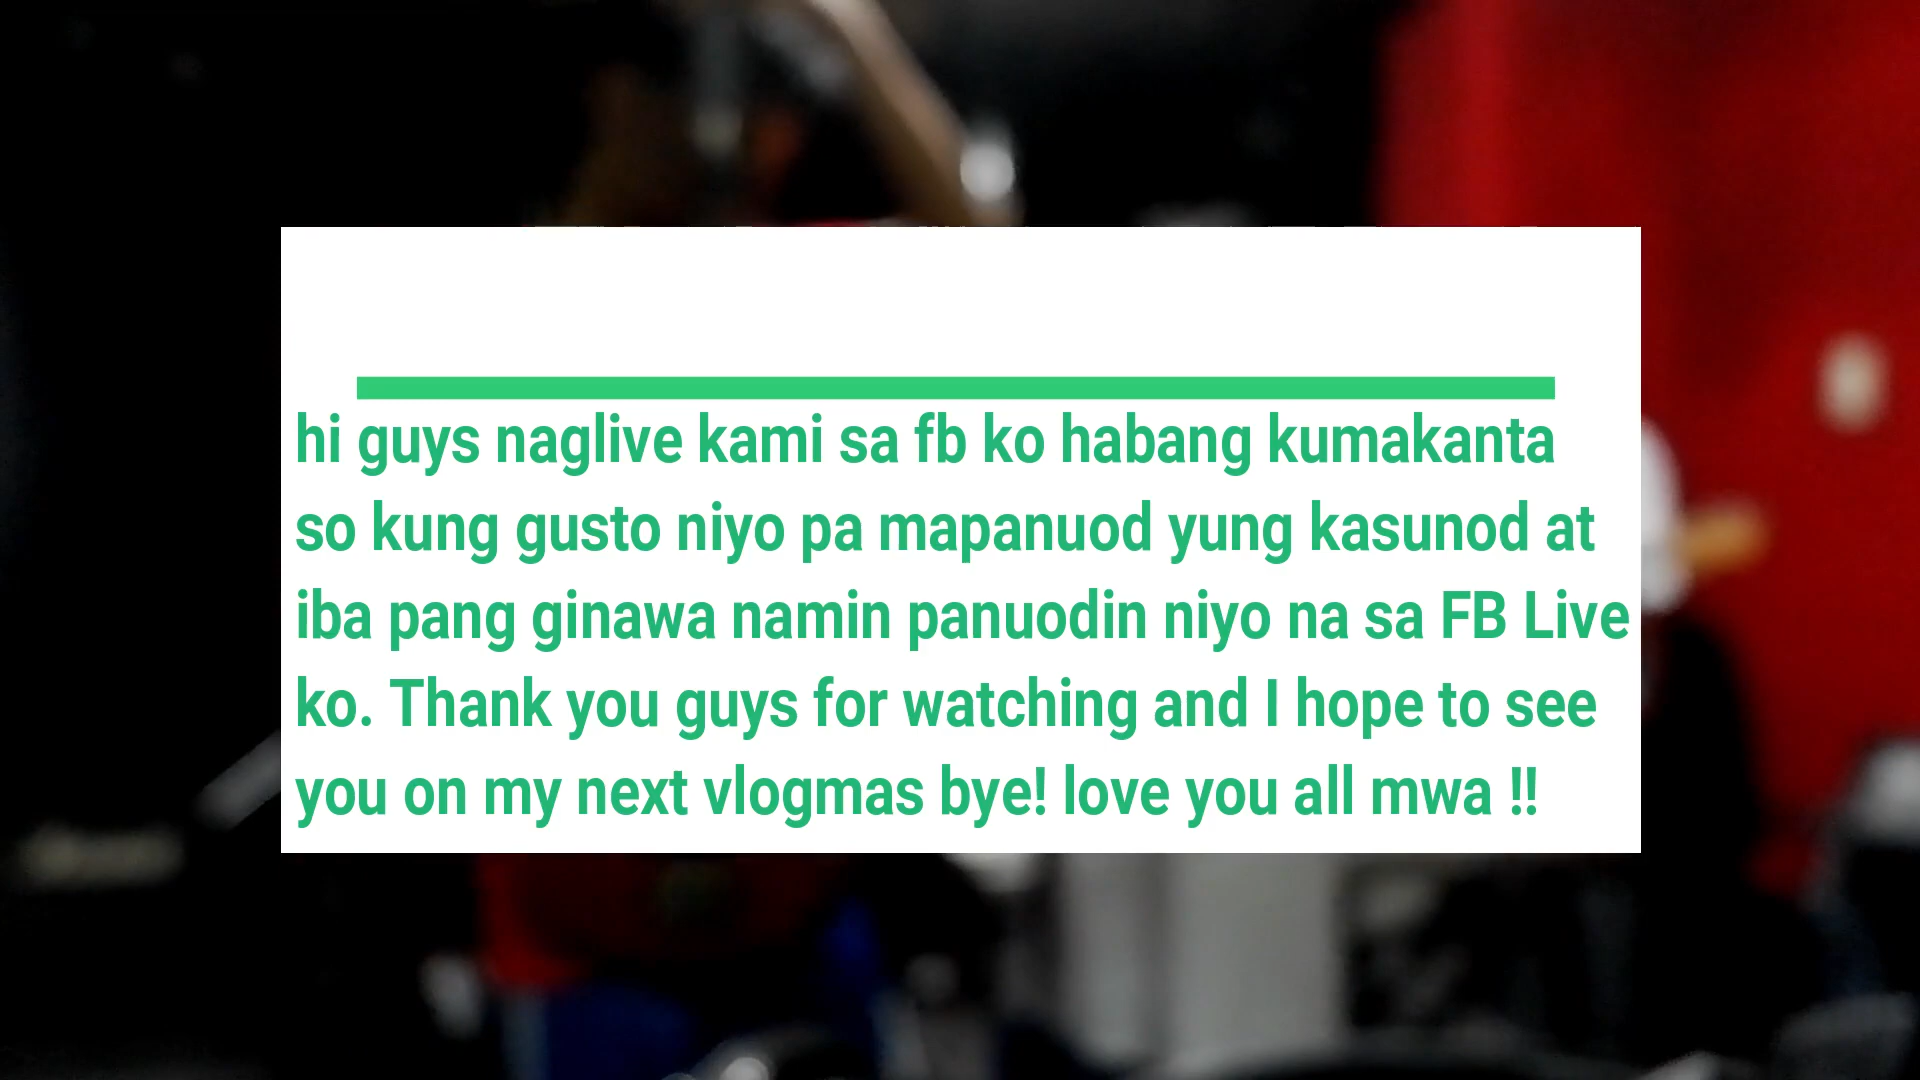 hi guys naglive kami sa fb ko habang kumakanta
so kung gusto niyo pa mapanuod yung kasunod at
iba pang ginawa namin panuodin niyo na sa FB Live
ko. Thank you guys for watching and I hope to see
you on my next vlogmas bye! love you all mwa !!